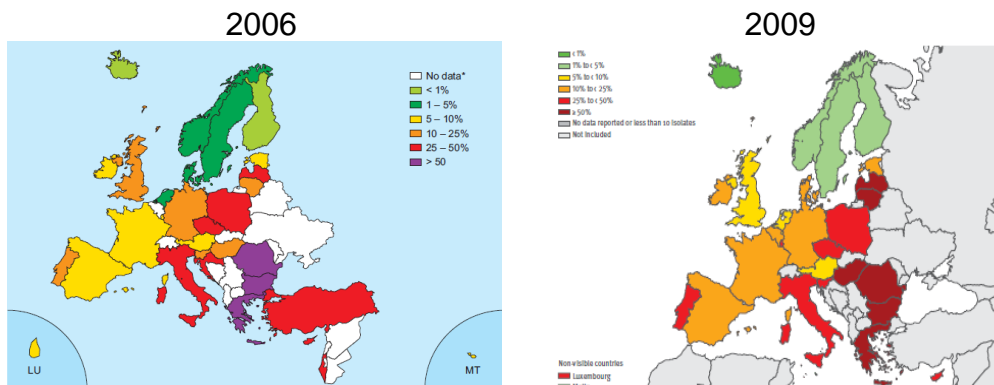 2006
2009
No data*
< 1%
1 – 5%
5 – 10%
10 – 25%
25 – 50%
> 50
LU
MT
< 1%
1% to < 5%
5% to < 10%
10% to < 25%
25% to < 50%
≥ 50%
No data reported or less than 10 isolates
Not included
Non-visible countries
Luxembourg